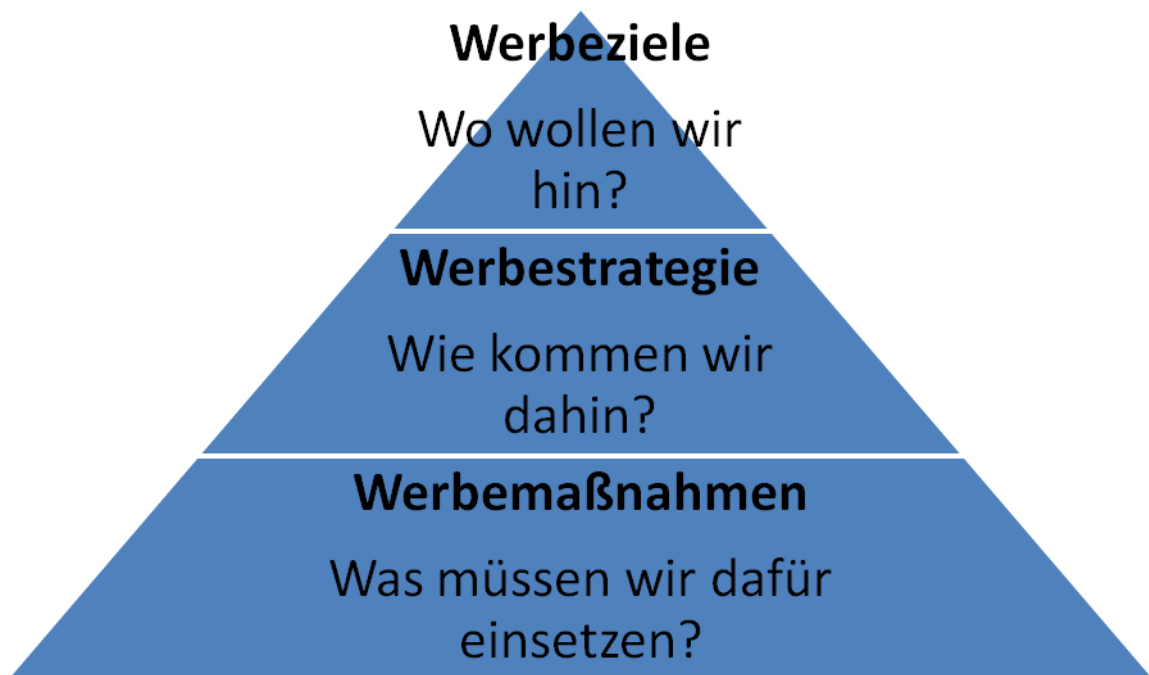 Werbeziele
Wo wollen wir
hin?
Werbestrategie
Wie kommen wir
dahin?
Werbemaßnahmen
Was müssen wir dafür
einsetzen?